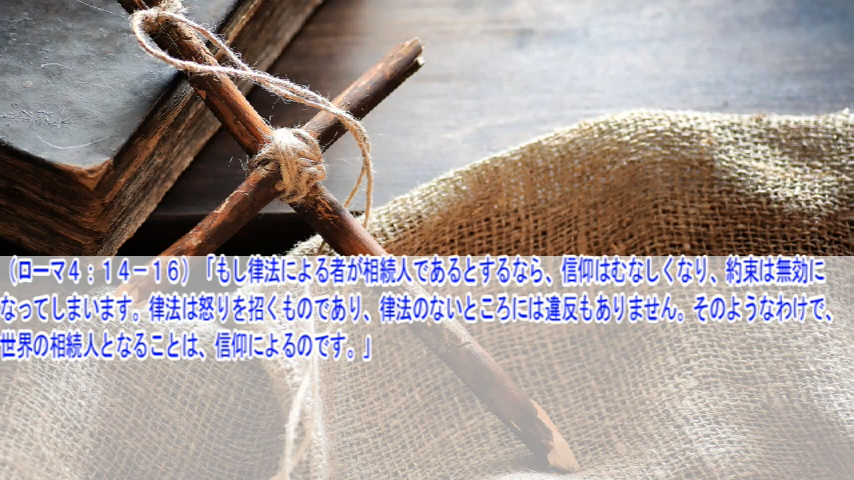 （ローマ４：１４－１６）「もし律法による者が相続人であるとするなら、信仰はむなしくなり、約束は無効に
なってしまいます。律法は怒りを招くものであり、律法のないところには違反もありません。そのようなわけで、
世界の相続人となることは、信仰によるのです。」